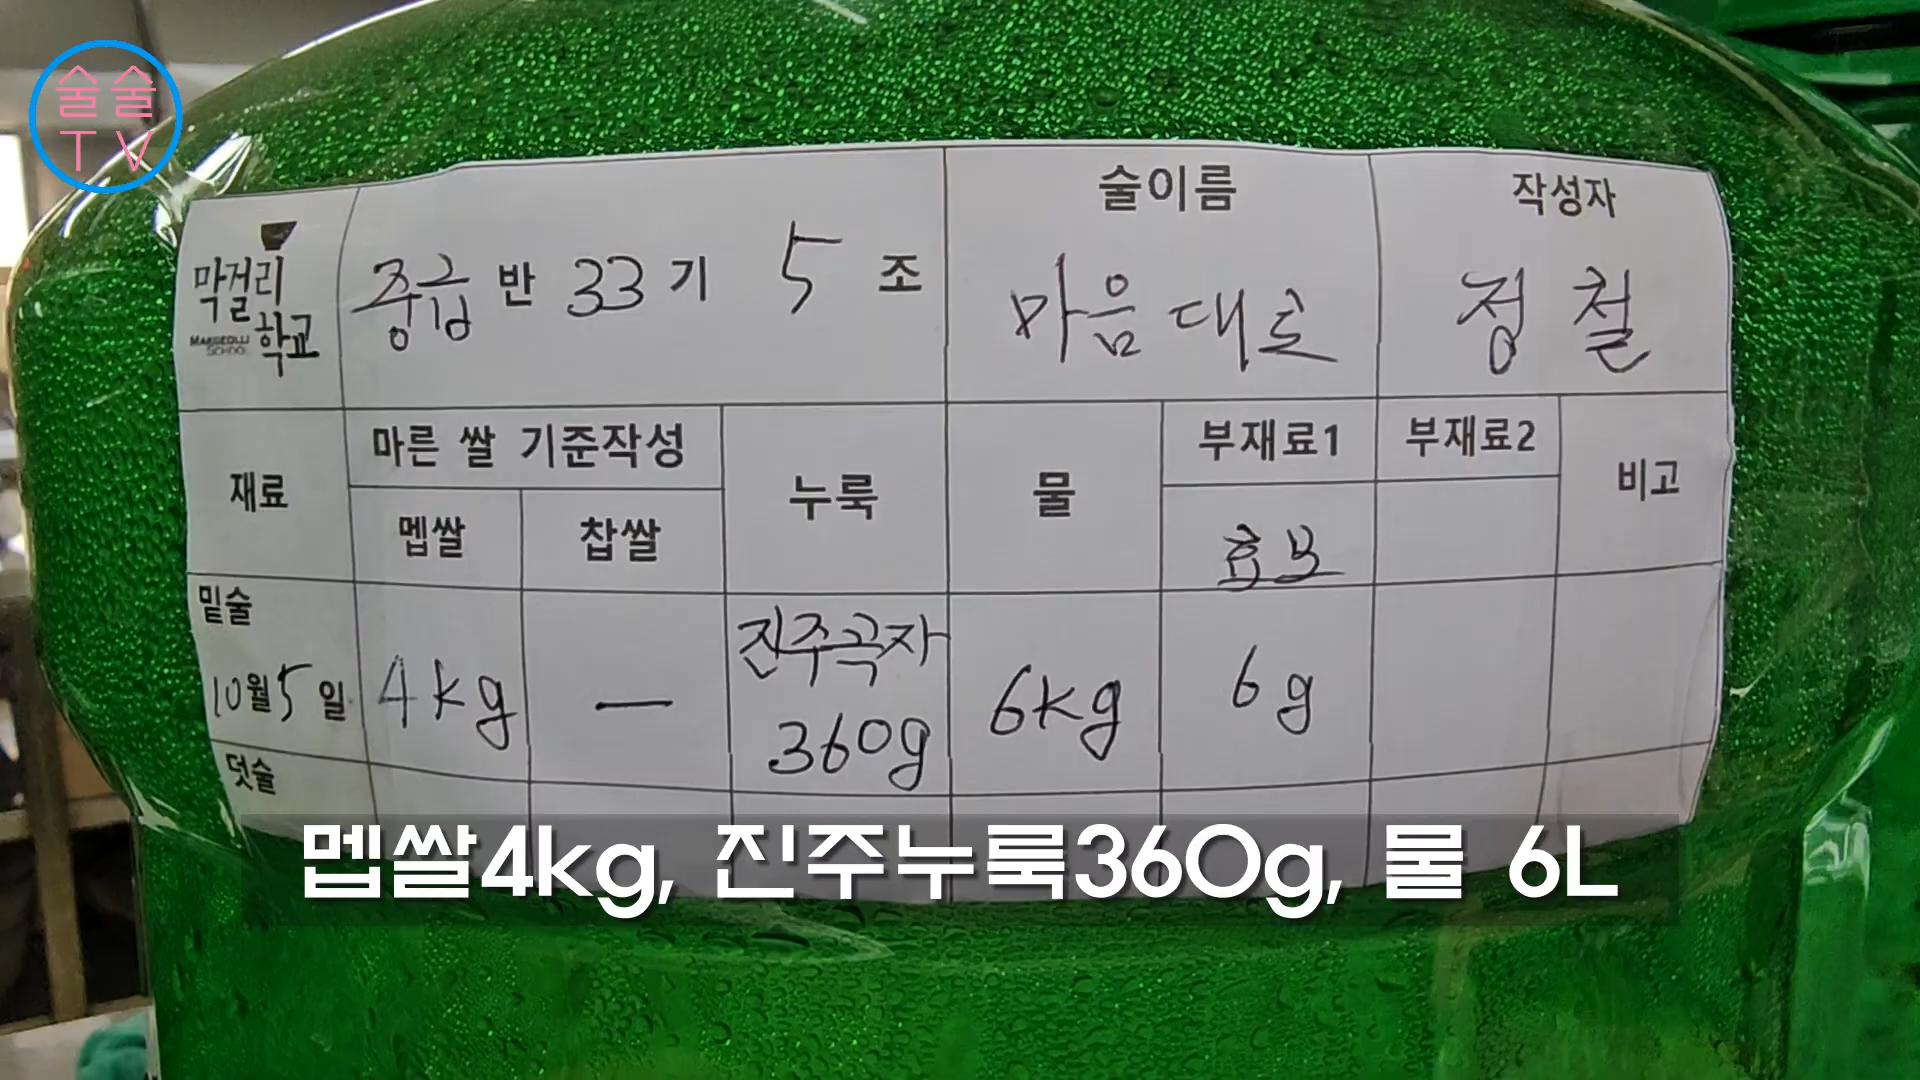 술술
TV
막걸리
학교
MAKGEOLLI
SCHOOL
중급 반 33 기 5 조
술이름
마음대로
작성자
정철
재료
마른 쌀 기준작성
멥쌀
찹쌀
누룩
물
부재료1
효모
부재료2
비고
밑술
10월 5일
4kg
—
진주곡자
360g
6kg
6g
덧술
멥쌀4kg, 진주누룩360g, 물 6L